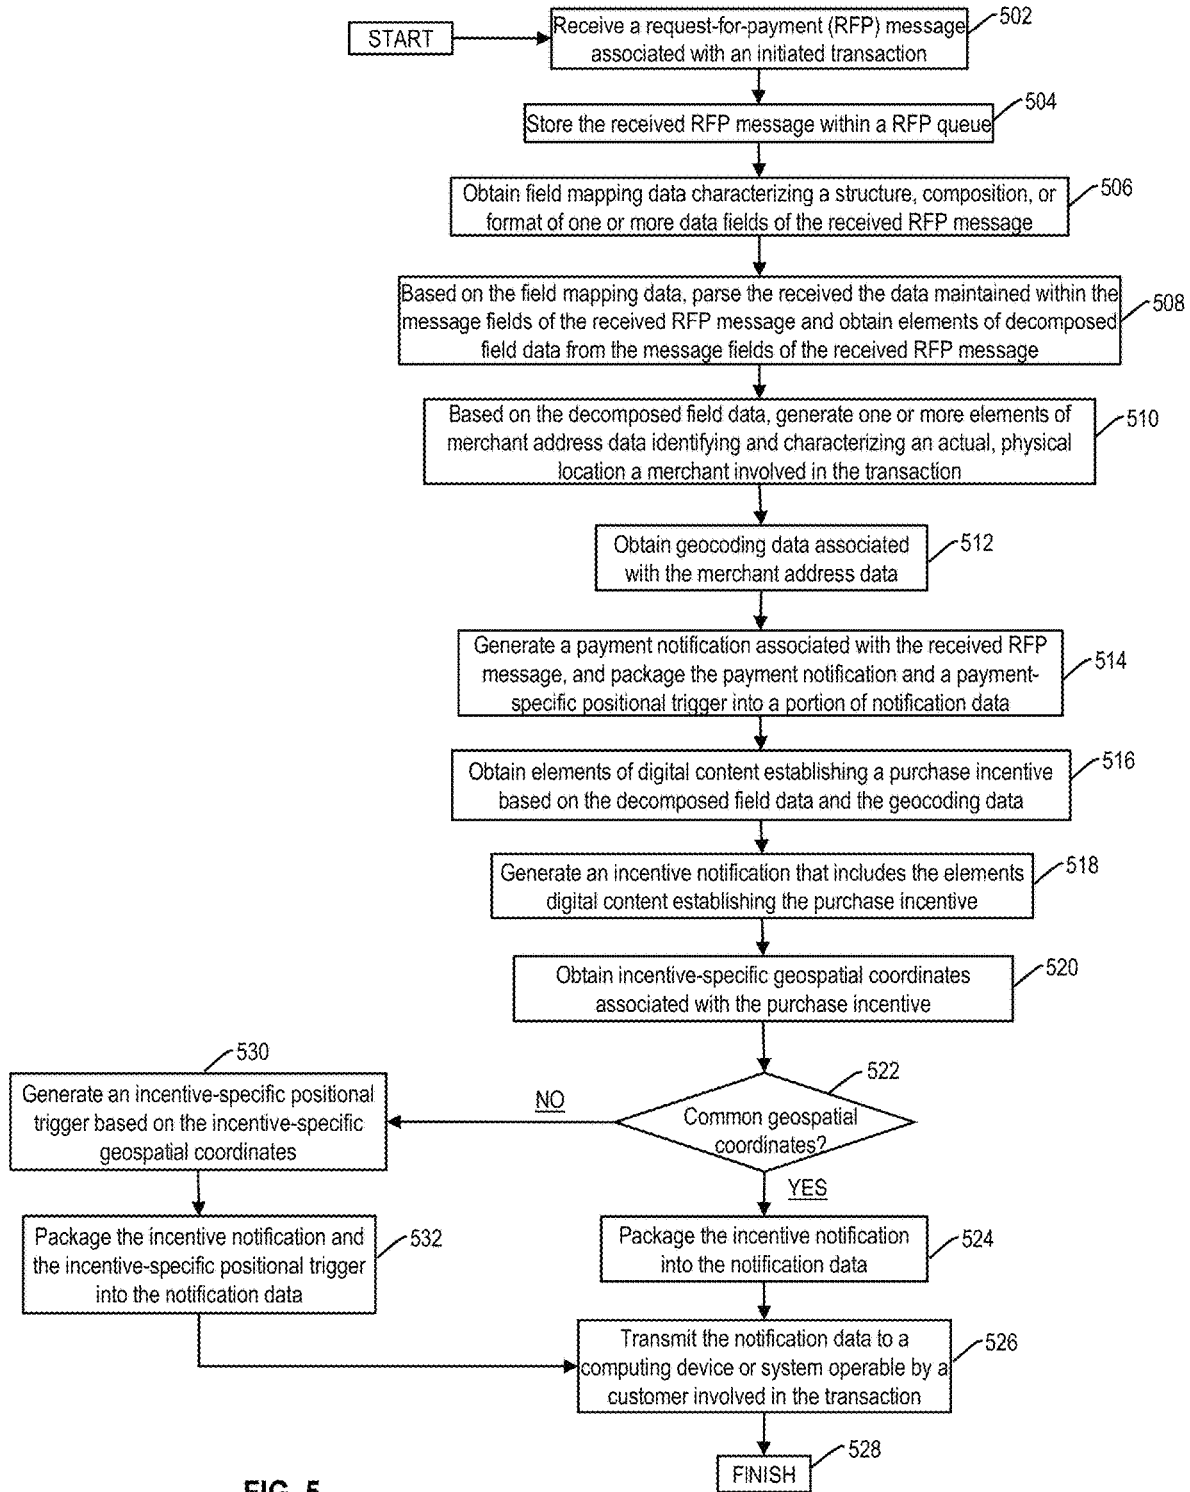 START
Receive a request-for-payment (RFP) message
associated with an initiated transaction
502
Store the received RFP message within a RFP queue
504
Obtain field mapping data characterizing a structure, composition, or
format of one or more data fields of the received RFP message
506
Based on the field mapping data, parse the received the data maintained within the
message fields of the received RFP message and obtain elements of decomposed
field data from the message fields of the received RFP message
508
Based on the decomposed field data, generate one or more elements of
merchant address data identifying and characterizing an actual, physical
location a merchant involved in the transaction
510
Obtain geocoding data associated
with the merchant address data
512
Generate a payment notification associated with the received RFP
message, and package the payment notification and a payment-
specific positional trigger into a portion of notification data
514
Obtain elements of digital content establishing a purchase incentive
based on the decomposed field data and the geocoding data
516
Generate an incentive notification that includes the elements
digital content establishing the purchase incentive
518
Obtain incentive-specific geospatial coordinates
associated with the purchase incentive
520
Common geospatial
coordinates?
522
NO
YES
530
Generate an incentive-specific positional
trigger based on the incentive-specific
geospatial coordinates
Package the incentive notification and
the incentive-specific positional trigger
into the notification data
532
Package the incentive notification
into the notification data
524
Transmit the notification data to a
computing device or system operable by a
customer involved in the transaction
526
FINISH
528
FIG. 5